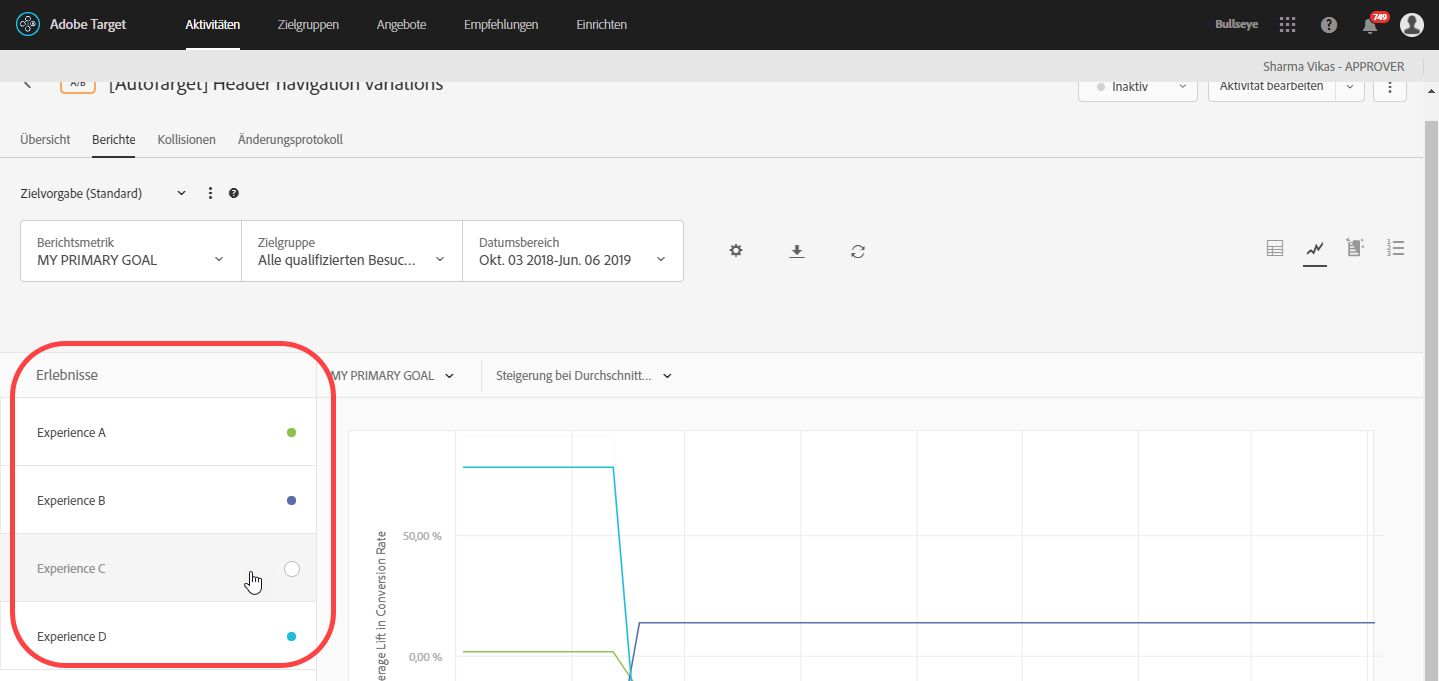 Adobe Target
Aktivitäten
Zielgruppen
Angebote
Empfehlungen
Einrichten
Bullseye
749
Sharma Vikas - APPROVER
A/B
[AutoTarget] Header navigation variations
Inaktiv
Aktivität bearbeiten
Übersicht
Berichte
Kollisionen
Änderungsprotokoll
Zielvorgabe (Standard)
Berichtsmetrik
MY PRIMARY GOAL
Zielgruppe
Alle qualifizierten Besuc...
Datumsbereich
Okt. 03 2018-Jun. 06 2019
Erlebnisse
MY PRIMARY GOAL
Steigerung bei Durchschnitt...
Experience A
Experience B
Experience C
Experience D
50,00 %
0,00 %
erage Lift in Conversion Rate